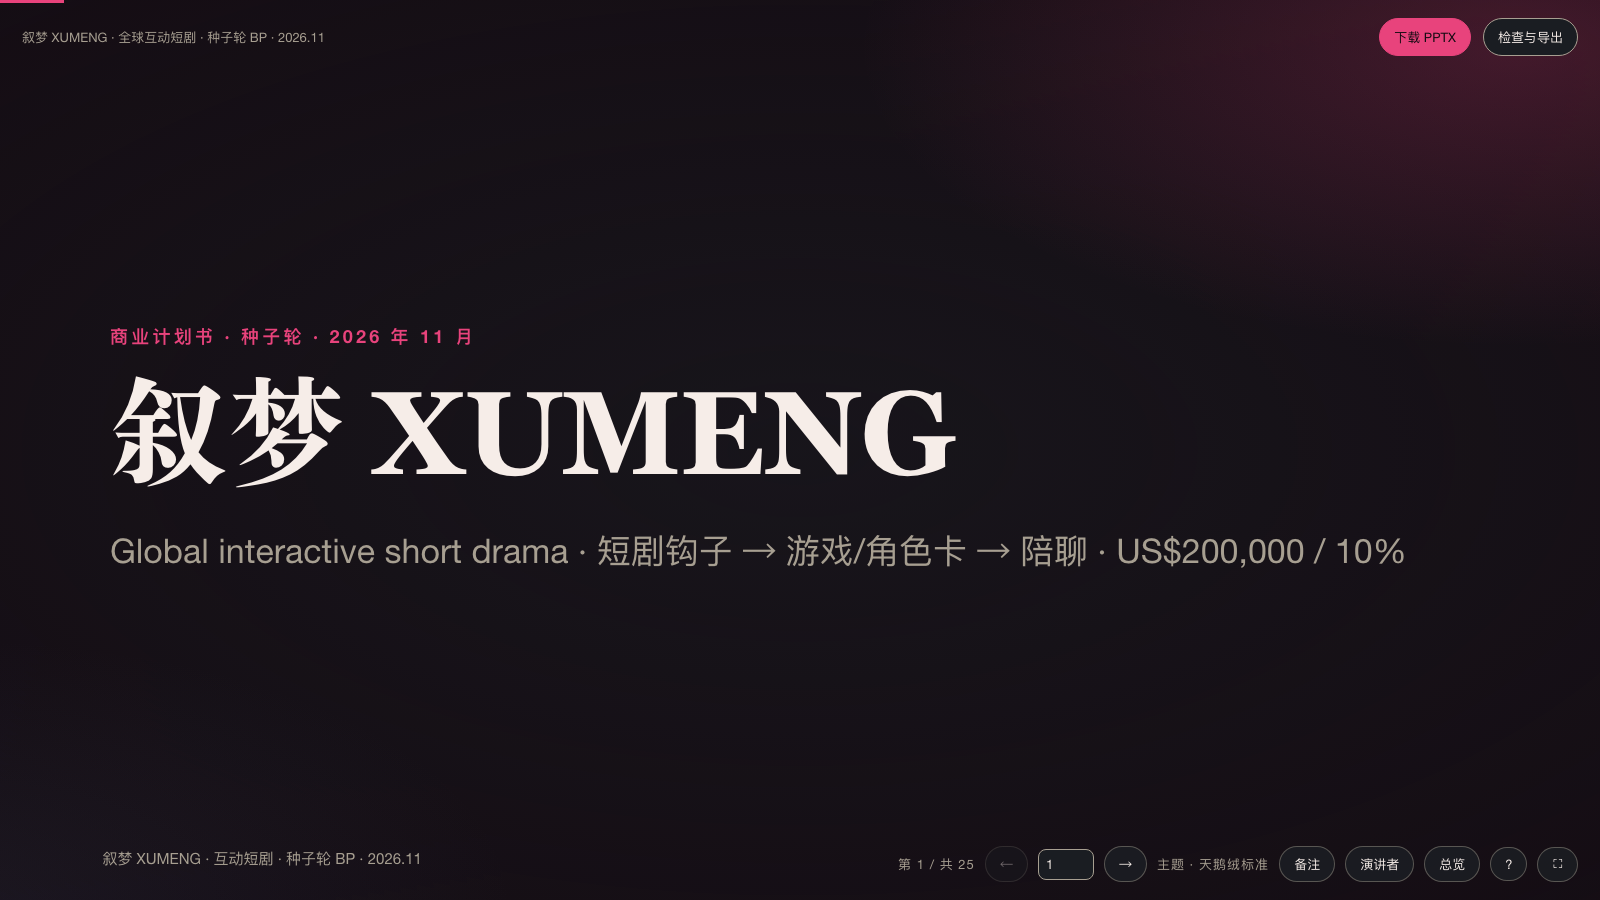 叙梦 XUMENG · 全球互动短剧 · 种子轮 BP · 2026.11
下载 PPTX
检查与导出
商业计划书 · 种子轮 · 2026 年 11 月
叙梦 XUMENG
Global interactive short drama · 短剧钩子 → 游戏/角色卡 → 陪聊 · US$200,000 / 10%
叙梦 XUMENG · 互动短剧 · 种子轮 BP · 2026.11
第 1 / 共 25
←
1
→
主题 · 天鹅绒标准
备注
演讲者
总览
?